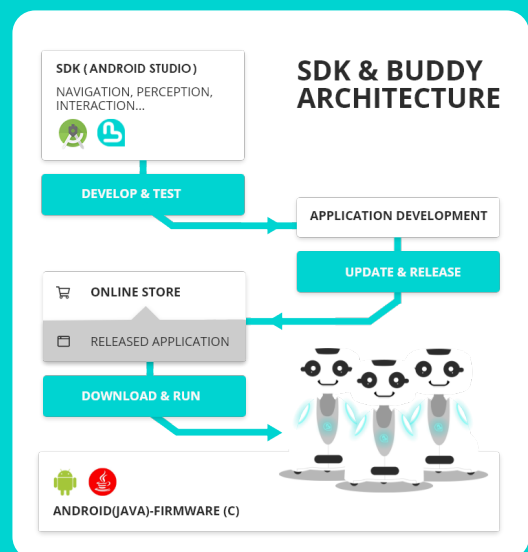 SDK & BUDDY
ARCHITECTURE
SDK ( ANDROID STUDIO )
NAVIGATION, PERCEPTION,
INTERACTION...
DEVELOP & TEST
APPLICATION DEVELOPMENT
UPDATE & RELEASE
ONLINE STORE
RELEASED APPLICATION
DOWNLOAD & RUN
ANDROID(JAVA)-FIRMWARE (C)